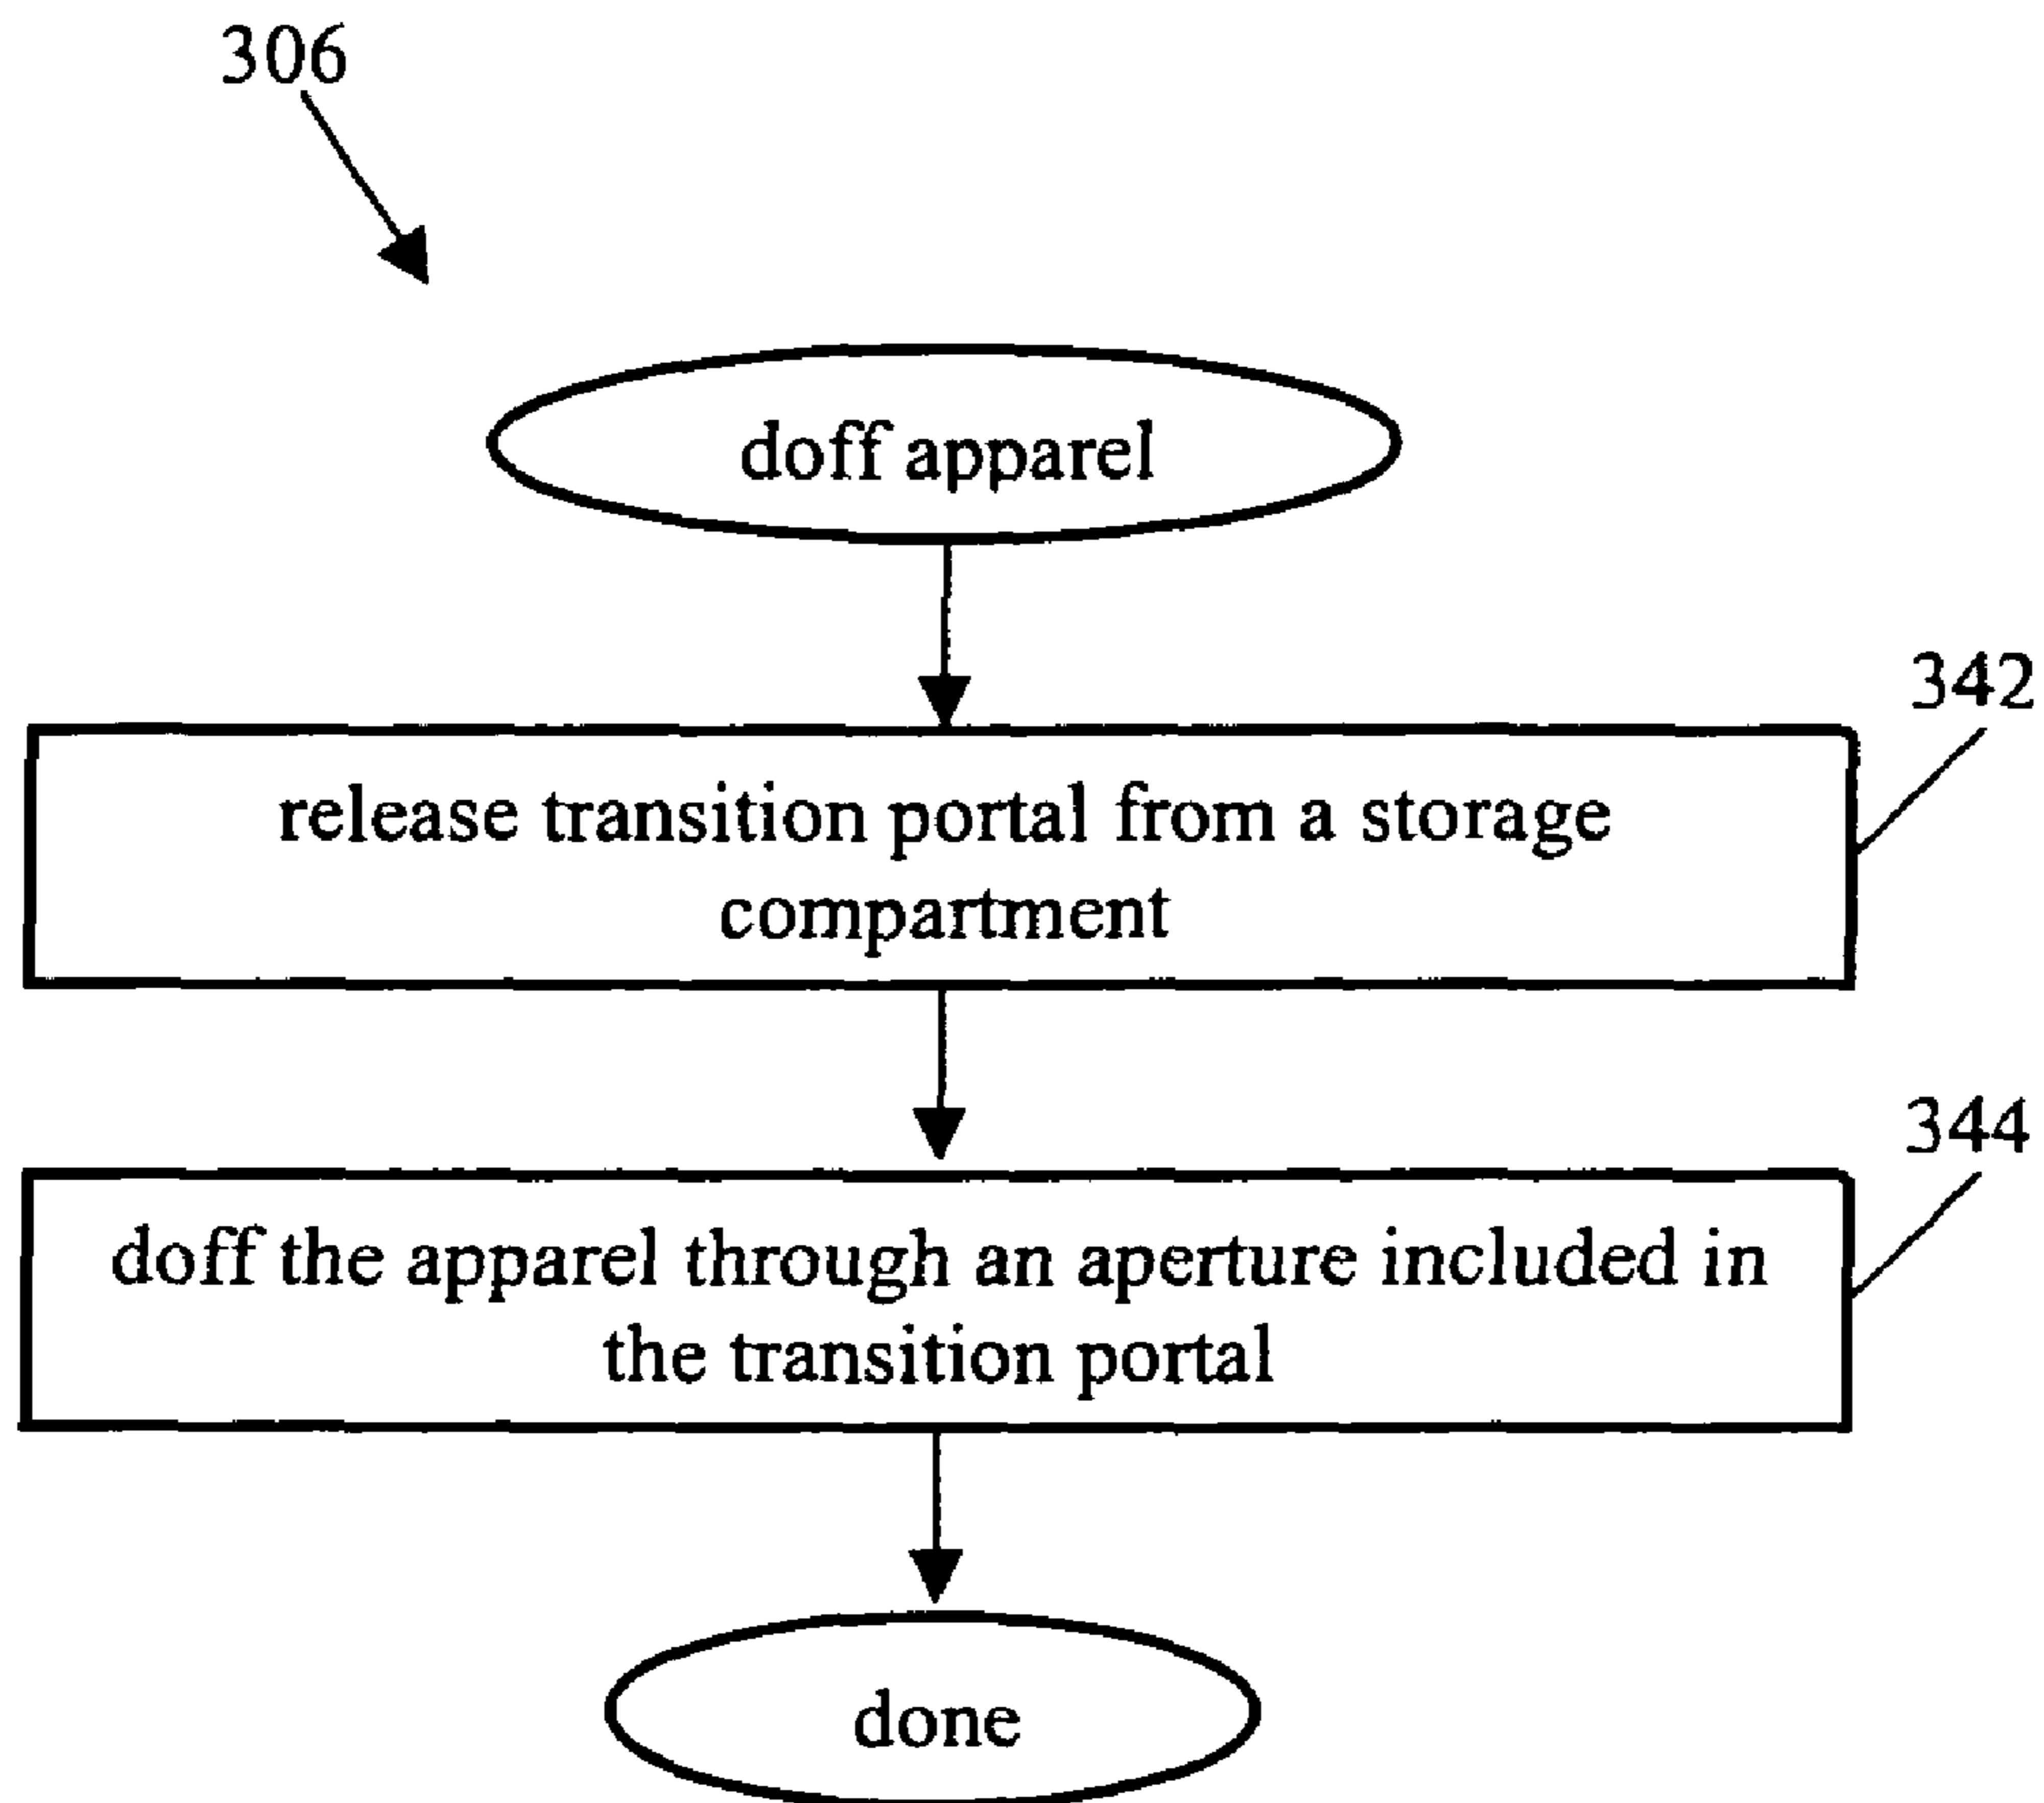 306
doff apparel
342
release transition portal from a storage
compartment
344
doff the apparel through an aperture included in
the transition portal
done